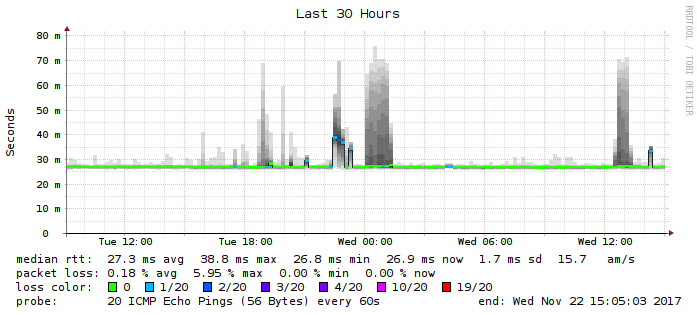 Last 30 Hours
RRDTOOL / TOBI OETIKER
Seconds
80 m
70 m
60 m
50 m
40 m
30 m
20 m
10 m
0
Tue 12:00 Tue 18:00 Wed 00:00 Wed 06:00 Wed 12:00
median rtt: 27.3 ms avg 38.8 ms max 26.8 ms min 26.9 ms now 1.7 ms sd 15.7 am/s
packet loss: 0.18 % avg 5.95 % max 0.00 % min 0.00 % now
loss color: 0 1/20 2/20 3/20 4/20 10/20 19/20
probe: 20 ICMP Echo Pings (56 Bytes) every 60s end: Wed Nov 22 15:05:03 2017